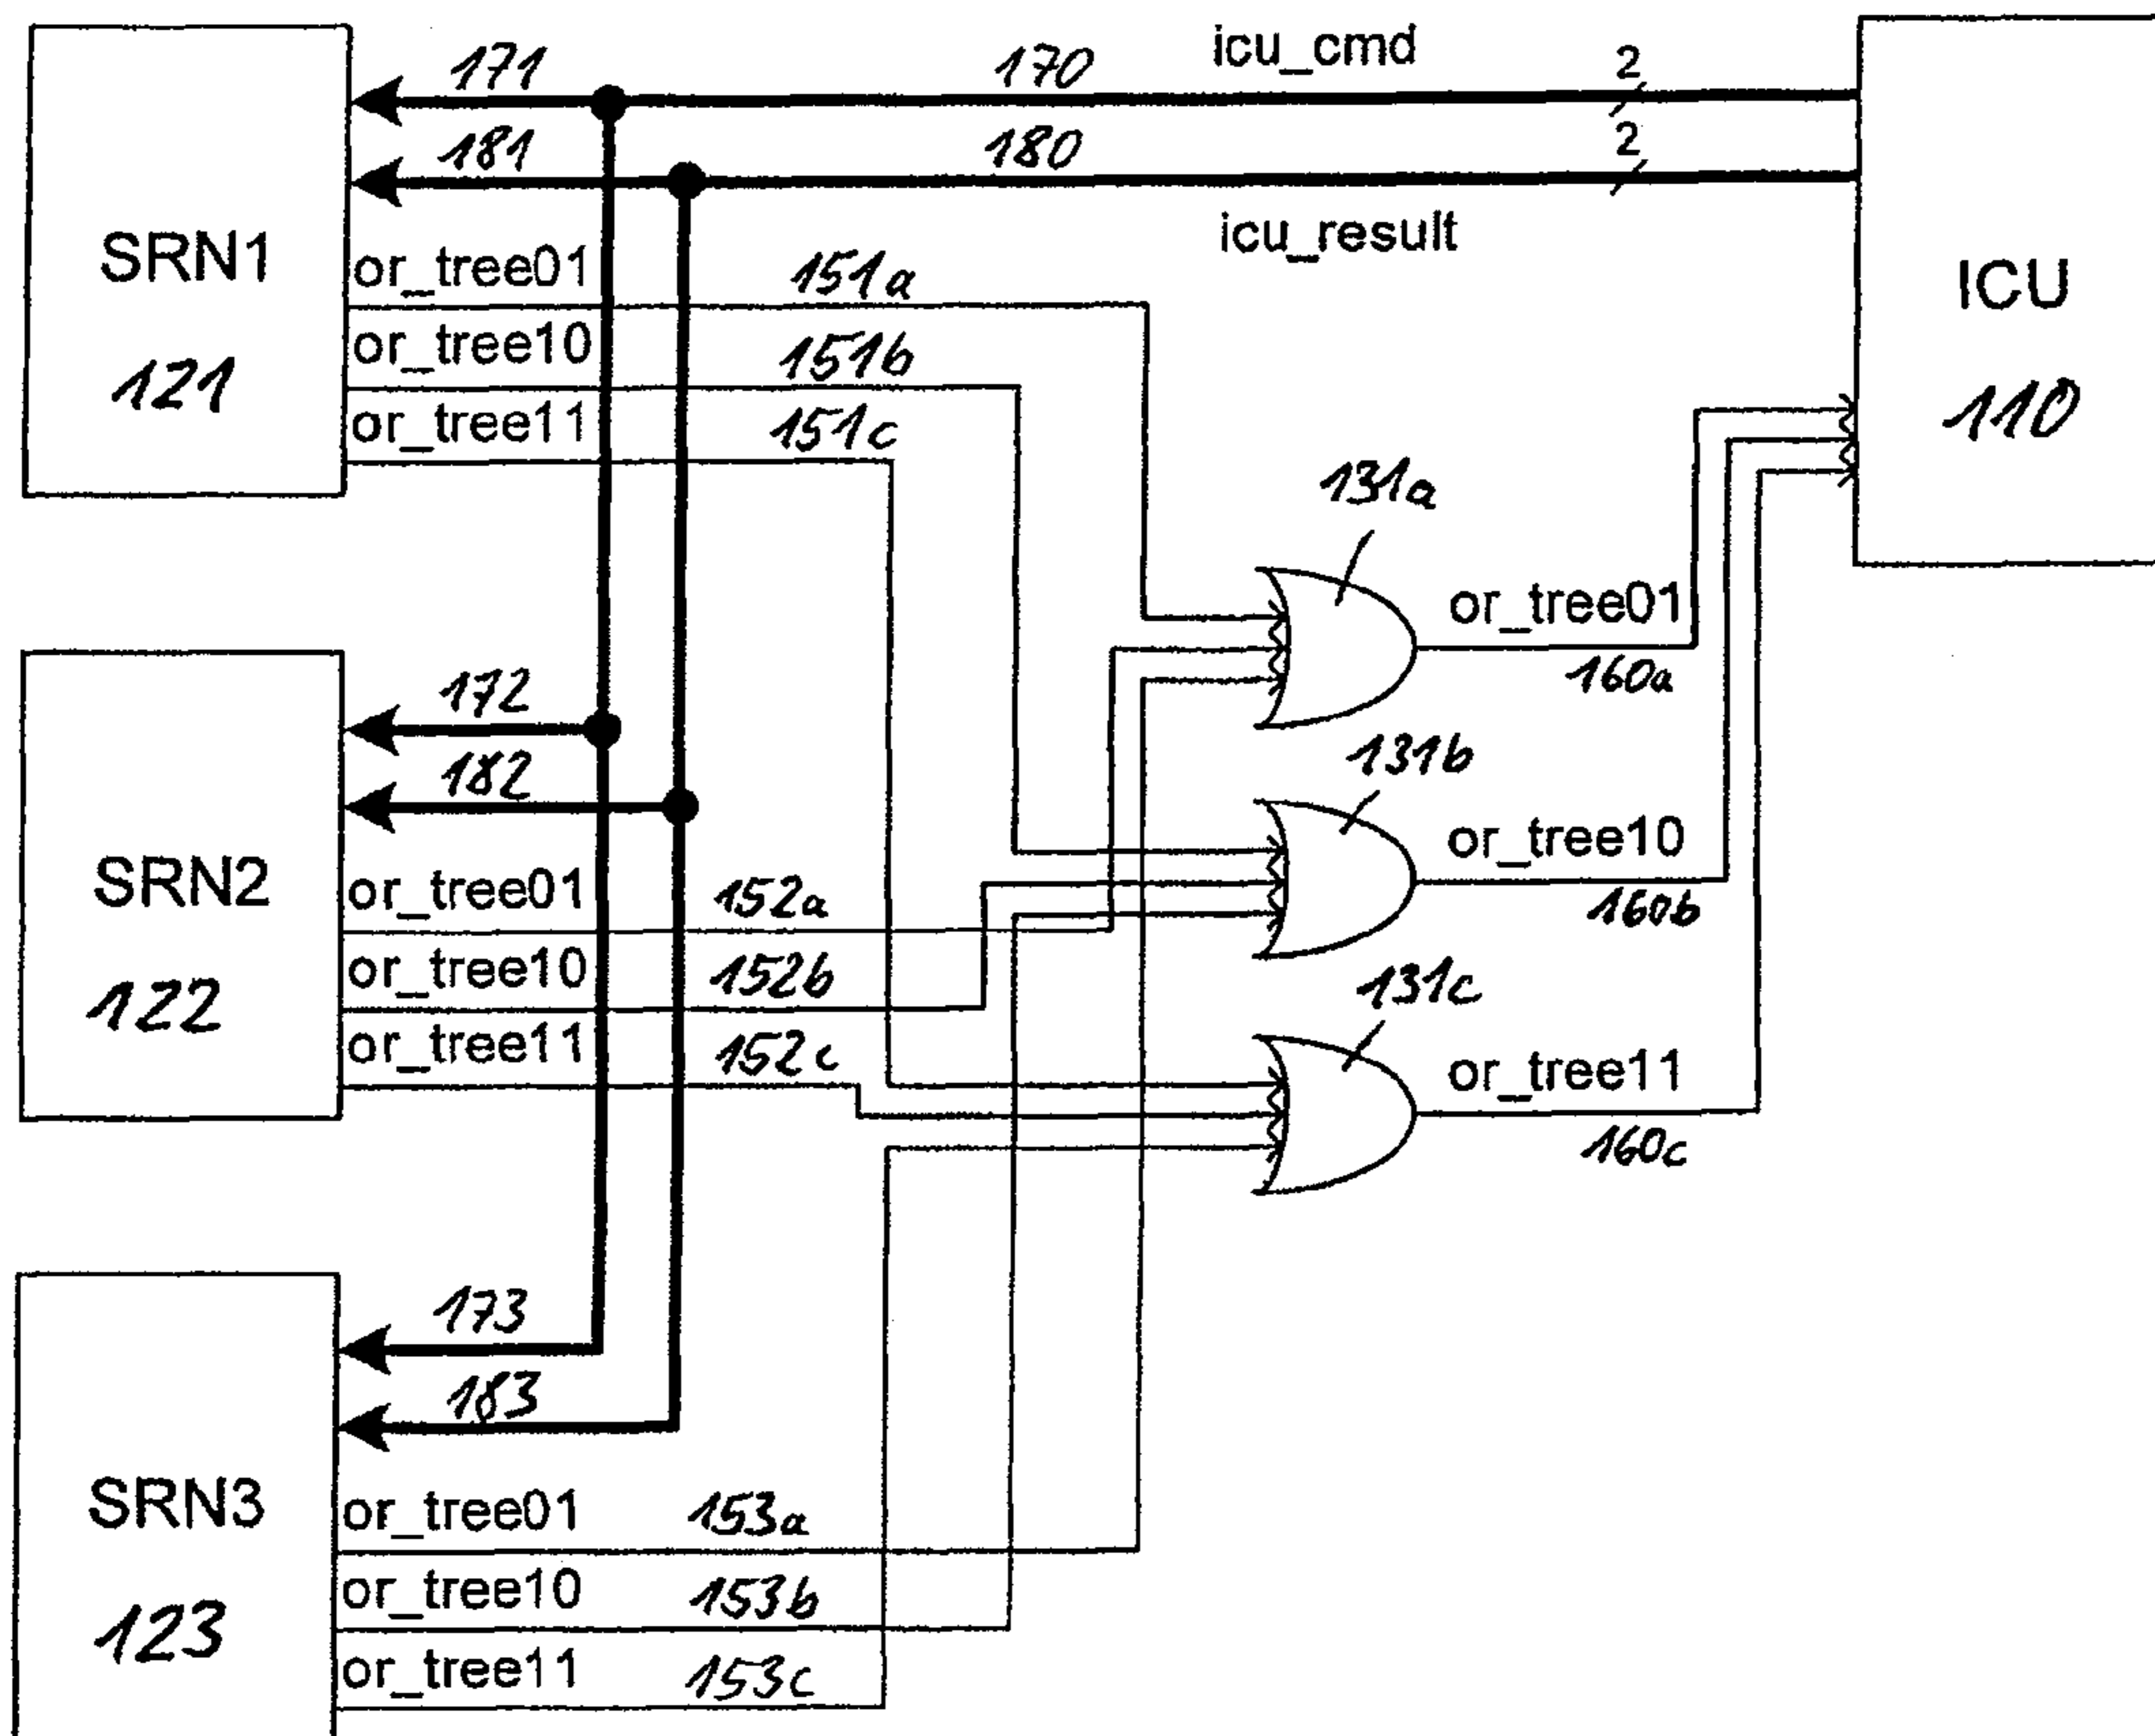 171
170
icu_cmd
2
181
180
2
icu_result
SRN1
121
or_tree01
151a
or_tree10
151b
or_tree11
151c
ICU
110
131a
or_tree01
160a
172
182
131b
or_tree10
160b
SRN2
122
or_tree01
152a
or_tree10
152b
or_tree11
152c
131c
or_tree11
160c
173
183
SRN3
123
or_tree01
153a
or_tree10
153b
or_tree11
153c